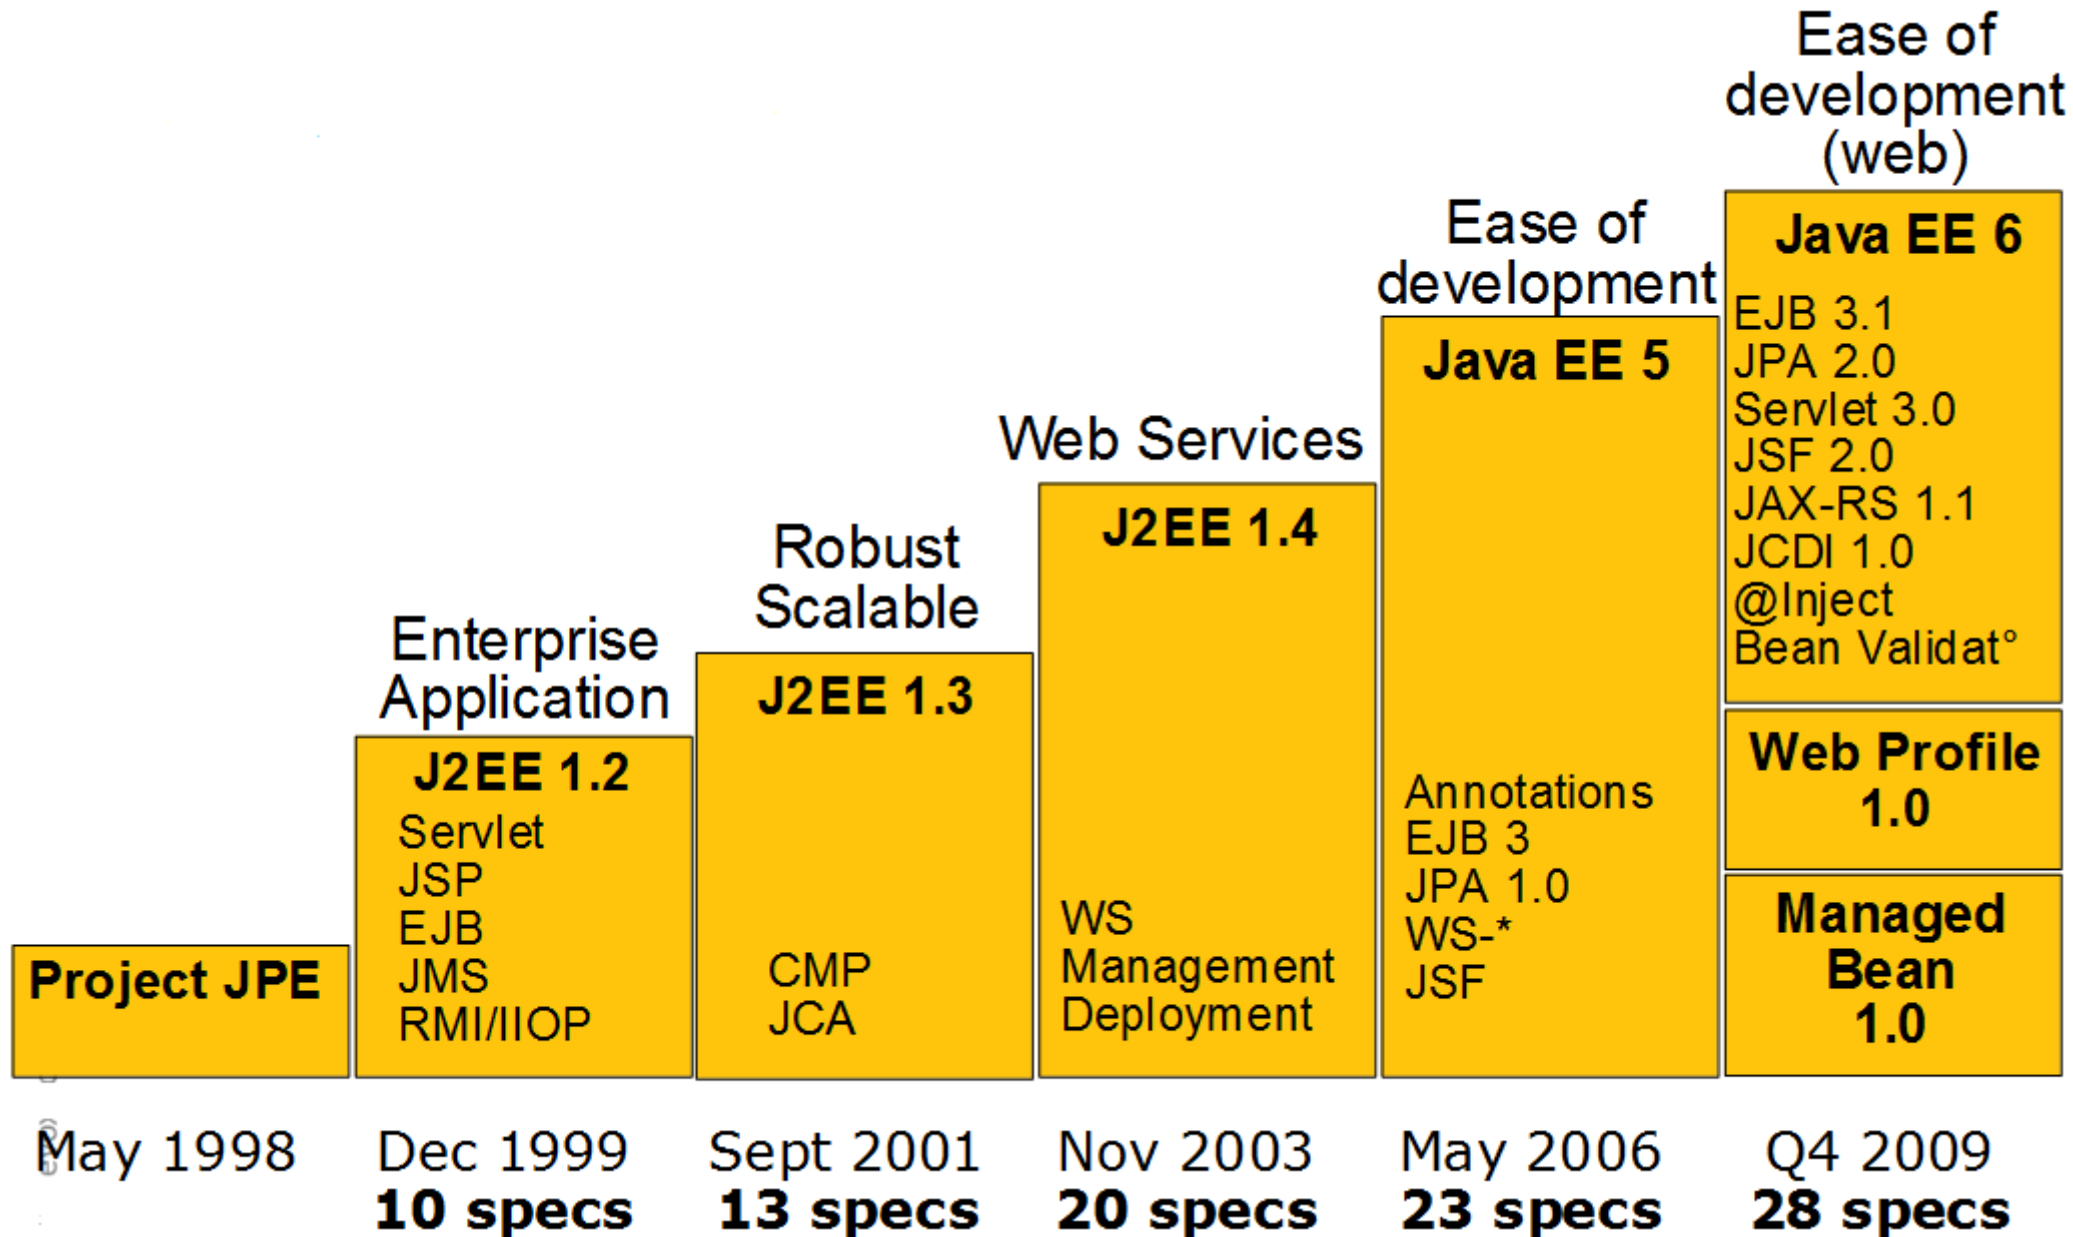 Project JPE
May 1998
Enterprise
Application
J2EE 1.2
Servlet
JSP
EJB
JMS
RMI/IIOP
Dec 1999
10 specs
Robust
Scalable
J2EE 1.3
CMP
JCA
Sept 2001
13 specs
Web Services
J2EE 1.4
WS
Management
Deployment
Nov 2003
20 specs
Ease of
development
Java EE 5
Annotations
EJB 3
JPA 1.0
WS-*
JSF
May 2006
23 specs
Ease of
development
(web)
Java EE 6
EJB 3.1
JPA 2.0
Servlet 3.0
JSF 2.0
JAX-RS 1.1
JCDI 1.0
@Inject
Bean Validat°
Web Profile
1.0
Managed
Bean
1.0
Q4 2009
28 specs